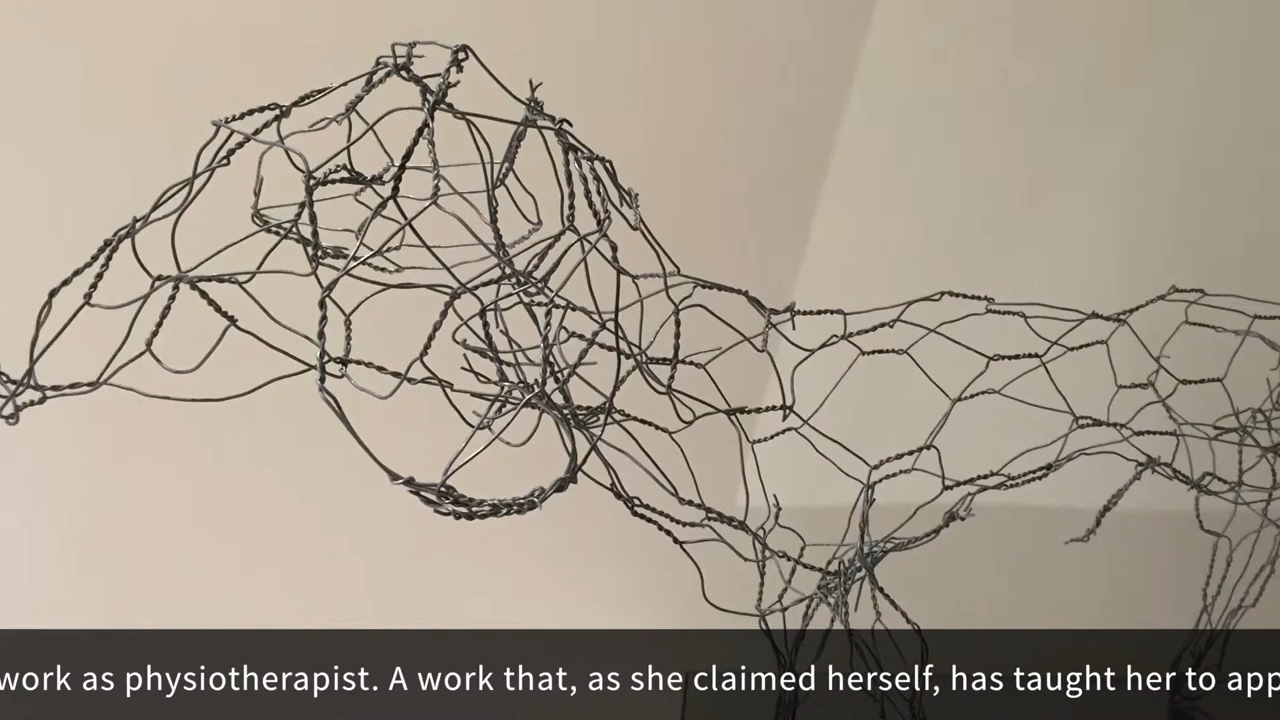 work as physiotherapist. A work that, as she claimed herself, has taught her to app